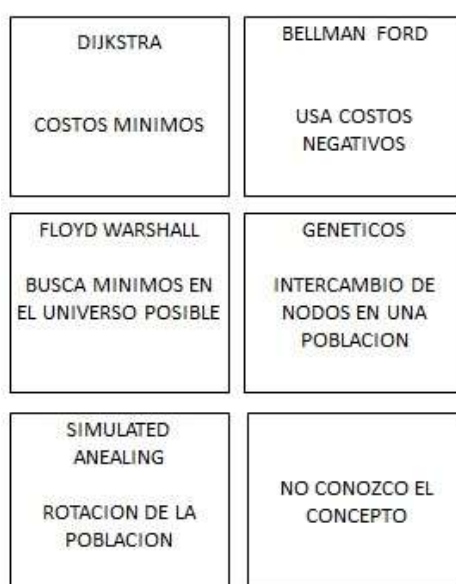 DIJKSTRA
COSTOS MINIMOS
BELLMAN FORD
USA COSTOS
NEGATIVOS
FLOYD WARSHALL
BUSCA MINIMOS EN
EL UNIVERSO POSIBLE
GENETICOS
INTERCAMBIO DE
NODOS EN UNA
POBLACION
SIMULATED
ANEALING
ROTACION DE LA
POBLACION
NO CONOZCO EL
CONCEPTO